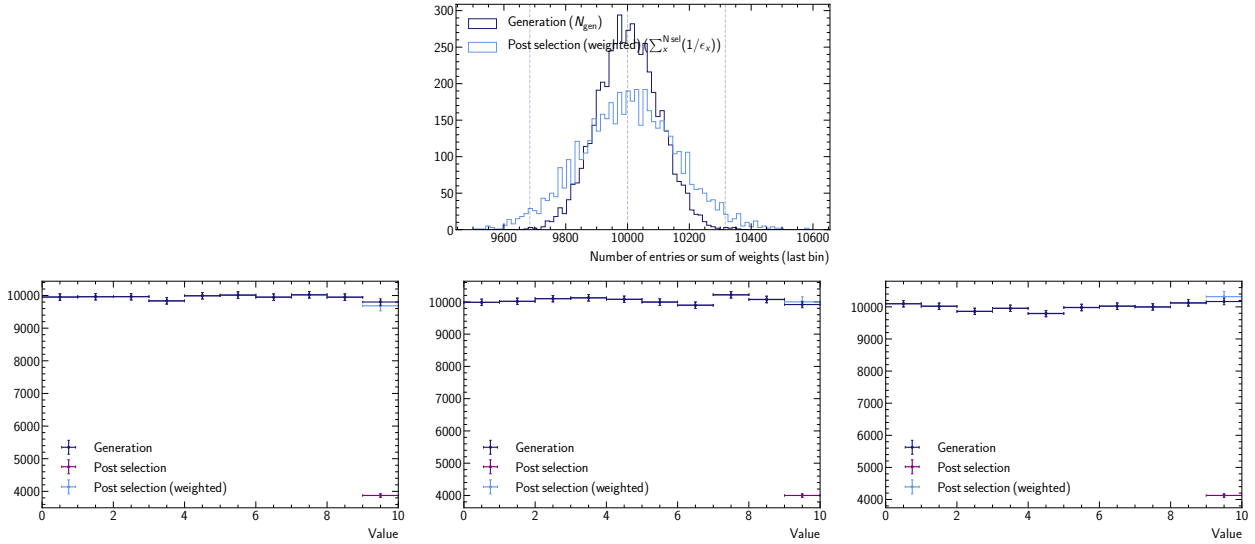 300
250
200
150
100
50
0
Generation (N_gen)
Post selection (weighted) (∑_x^{N sel} (1/ϵ_x))
9600 9800 10000 10200 10400 10600
Number of entries or sum of weights (last bin)
10000
9000
8000
7000
6000
5000
4000
Generation
Post selection
Post selection (weighted)
0 2 4 6 8 10
Value
10000
9000
8000
7000
6000
5000
4000
Generation
Post selection
Post selection (weighted)
0 2 4 6 8 10
Value
10000
9000
8000
7000
6000
5000
4000
Generation
Post selection
Post selection (weighted)
0 2 4 6 8 10
Value